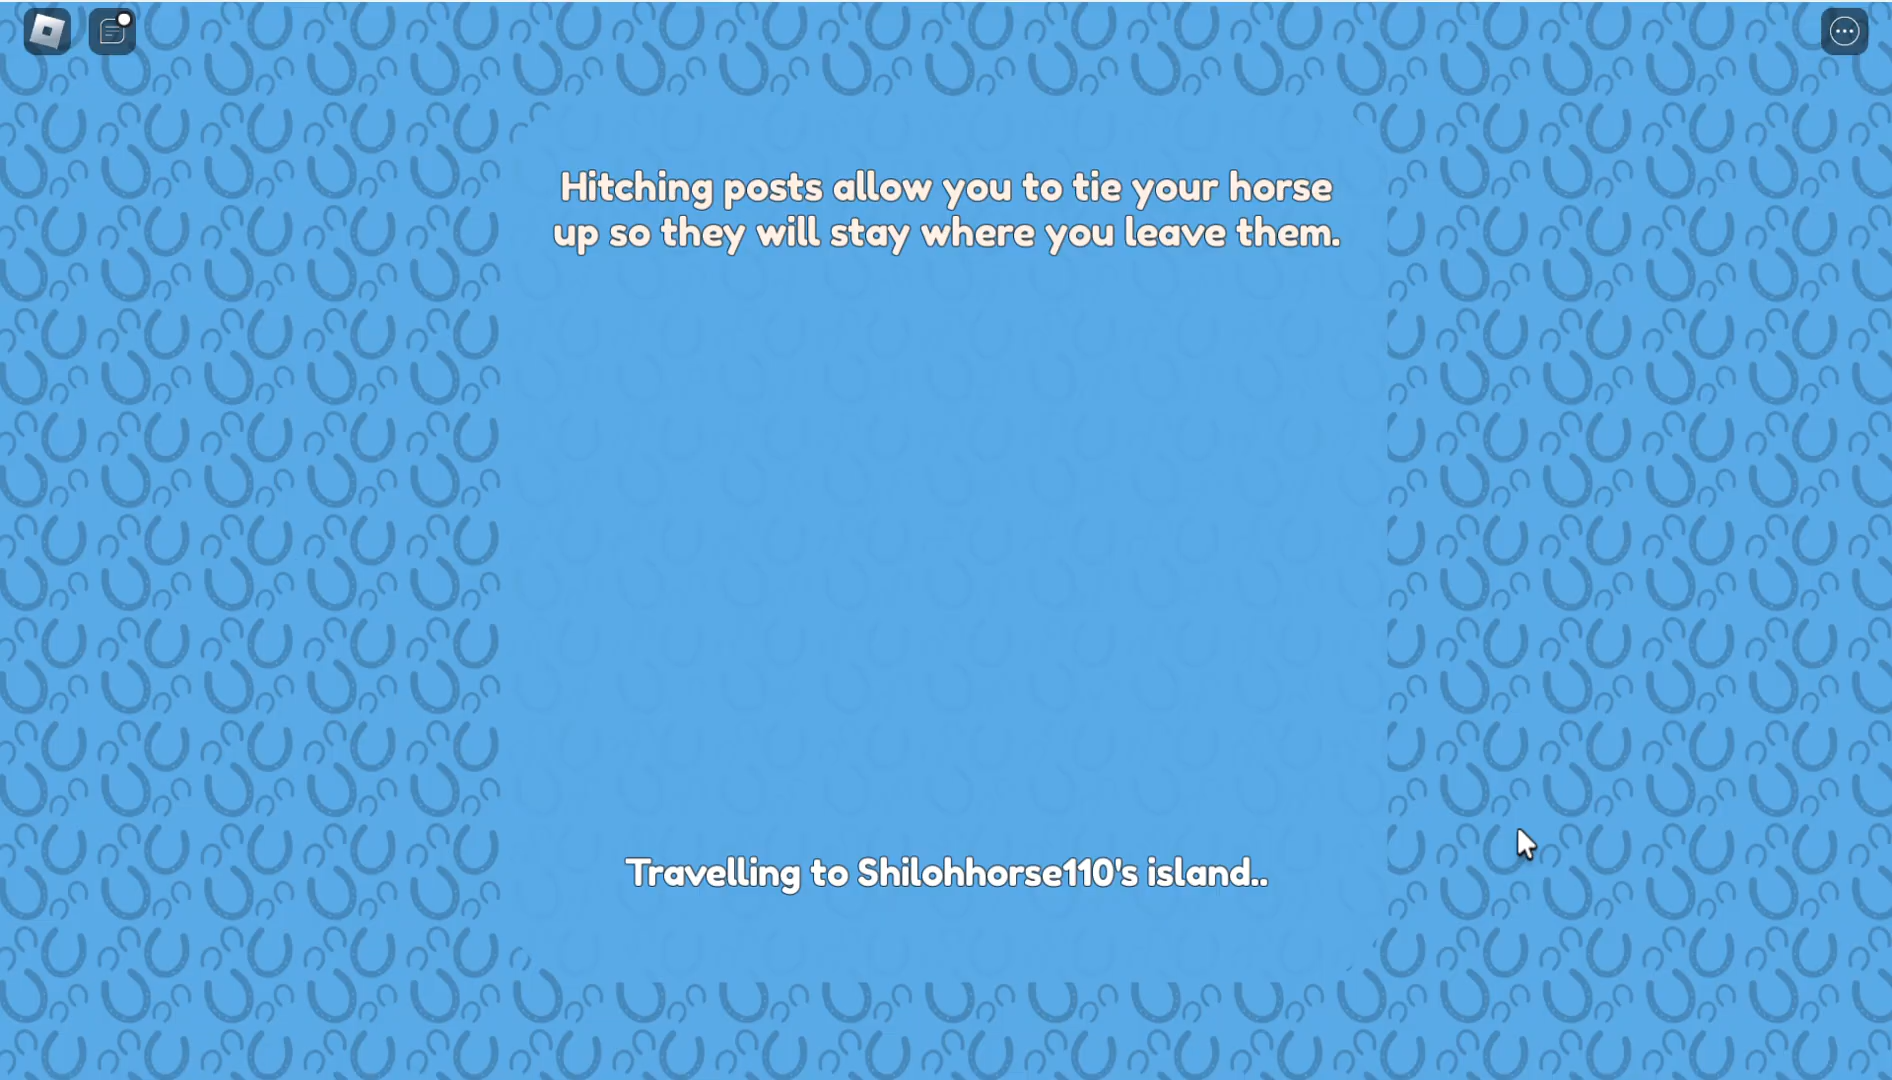 Hitching posts allow you to tie your horse
up so they will stay where you leave them.
Travelling to Shilohhorse110's island..